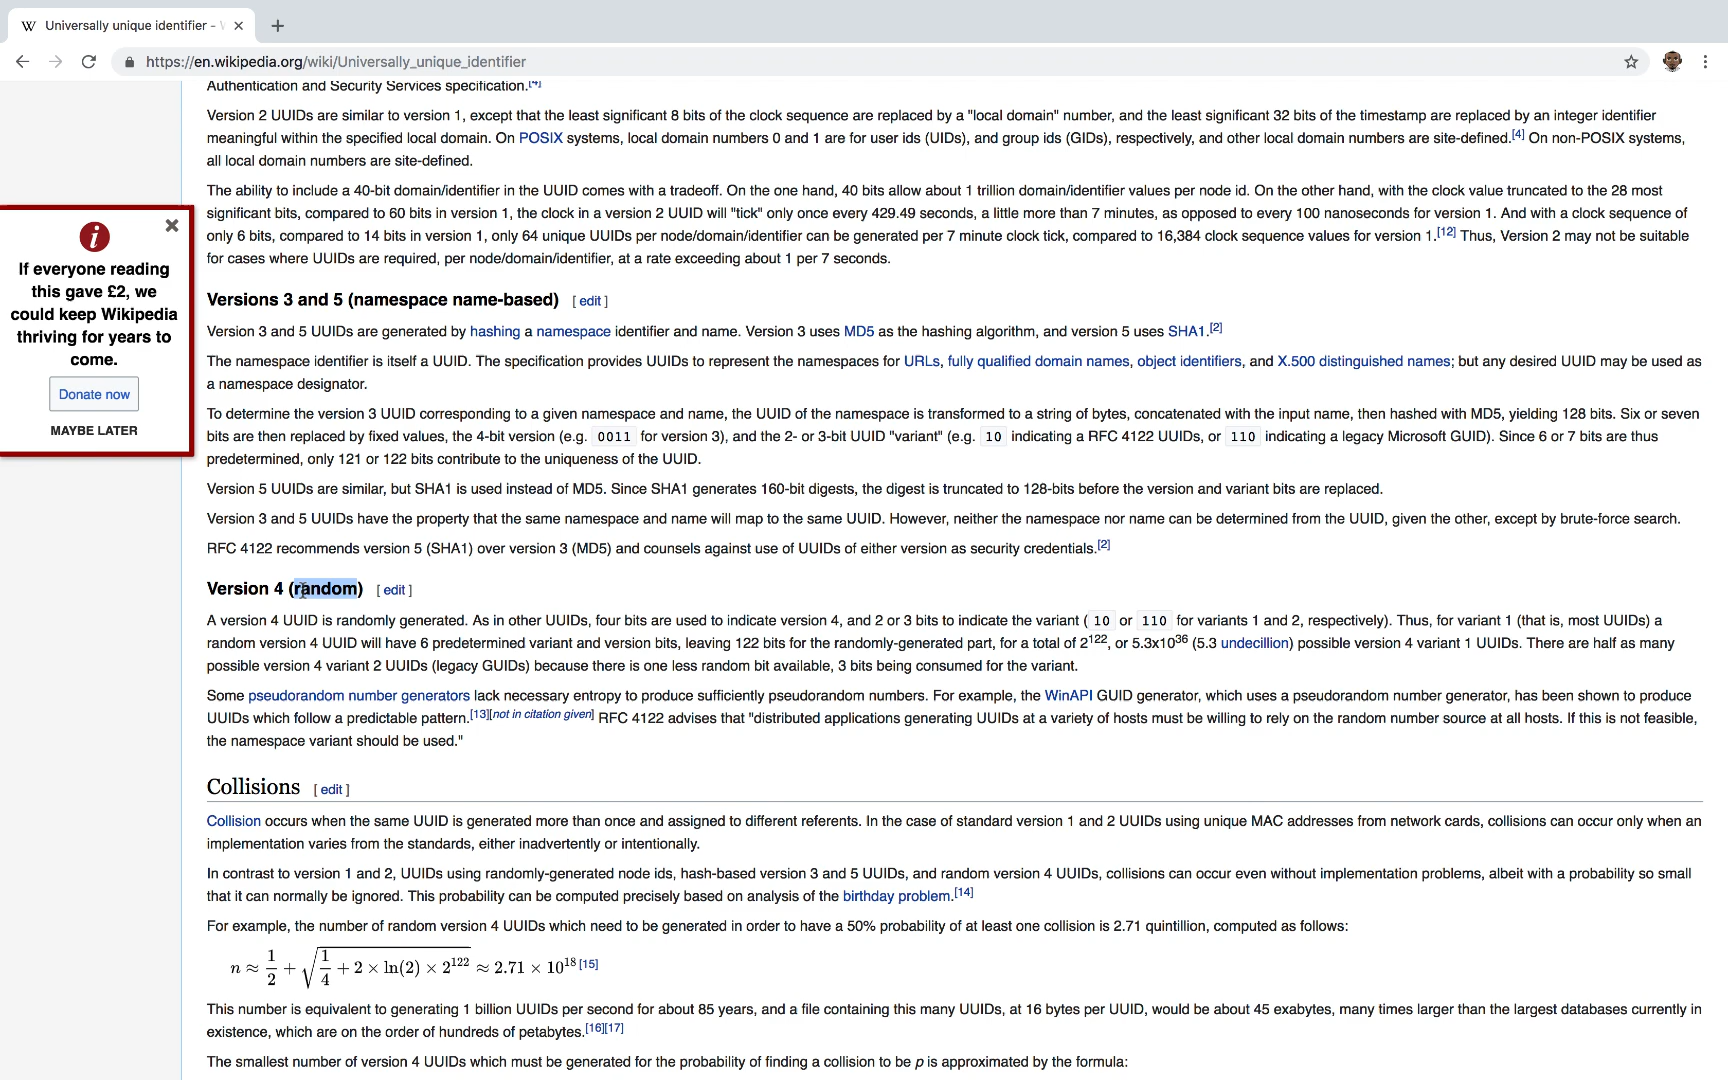 W Universally unique identifier - W
https://en.wikipedia.org/wiki/Universally_unique_identifier
Authentication and Security Services specification.[4]
Version 2 UUIDs are similar to version 1, except that the least significant 8 bits of the clock sequence are replaced by a "local domain" number, and the least significant 32 bits of the timestamp are replaced by an integer identifier
meaningful within the specified local domain. On POSIX systems, local domain numbers 0 and 1 are for user ids (UIDs), and group ids (GIDs), respectively, and other local domain numbers are site-defined.[4] On non-POSIX systems,
all local domain numbers are site-defined.
The ability to include a 40-bit domain/identifier in the UUID comes with a tradeoff. On the one hand, 40 bits allow about 1 trillion domain/identifier values per node id. On the other hand, with the clock value truncated to the 28 most
significant bits, compared to 60 bits in version 1, the clock in a version 2 UUID will "tick" only once every 429.49 seconds, a little more than 7 minutes, as opposed to every 100 nanoseconds for version 1. And with a clock sequence of
only 6 bits, compared to 14 bits in version 1, only 64 unique UUIDs per node/domain/identifier can be generated per 7 minute clock tick, compared to 16,384 clock sequence values for version 1.[12] Thus, Version 2 may not be suitable
for cases where UUIDs are required, per node/domain/identifier, at a rate exceeding about 1 per 7 seconds.
If everyone reading
this gave £2, we
could keep Wikipedia
thriving for years to
come.
Donate now
MAYBE LATER
Versions 3 and 5 (namespace name-based) [ edit ]
Version 3 and 5 UUIDs are generated by hashing a namespace identifier and name. Version 3 uses MD5 as the hashing algorithm, and version 5 uses SHA1.[2]
The namespace identifier is itself a UUID. The specification provides UUIDs to represent the namespaces for URLs, fully qualified domain names, object identifiers, and X.500 distinguished names; but any desired UUID may be used as
a namespace designator.
To determine the version 3 UUID corresponding to a given namespace and name, the UUID of the namespace is transformed to a string of bytes, concatenated with the input name, then hashed with MD5, yielding 128 bits. Six or seven
bits are then replaced by fixed values, the 4-bit version (e.g. 0011 for version 3), and the 2- or 3-bit UUID "variant" (e.g. 10 indicating a RFC 4122 UUIDs, or 110 indicating a legacy Microsoft GUID). Since 6 or 7 bits are thus
predetermined, only 121 or 122 bits contribute to the uniqueness of the UUID.
Version 5 UUIDs are similar, but SHA1 is used instead of MD5. Since SHA1 generates 160-bit digests, the digest is truncated to 128-bits before the version and variant bits are replaced.
Version 3 and 5 UUIDs have the property that the same namespace and name will map to the same UUID. However, neither the namespace nor name can be determined from the UUID, given the other, except by brute-force search.
RFC 4122 recommends version 5 (SHA1) over version 3 (MD5) and counsels against use of UUIDs of either version as security credentials.[2]
Version 4 (random) [ edit ]
A version 4 UUID is randomly generated. As in other UUIDs, four bits are used to indicate version 4, and 2 or 3 bits to indicate the variant ( 10 or 110 for variants 1 and 2, respectively). Thus, for variant 1 (that is, most UUIDs) a
random version 4 UUID will have 6 predetermined variant and version bits, leaving 122 bits for the randomly-generated part, for a total of 2¹²², or 5.3x10³⁶ (5.3 undecillion) possible version 4 variant 1 UUIDs. There are half as many
possible version 4 variant 2 UUIDs (legacy GUIDs) because there is one less random bit available, 3 bits being consumed for the variant.
Some pseudorandom number generators lack necessary entropy to produce sufficiently pseudorandom numbers. For example, the WinAPI GUID generator, which uses a pseudorandom number generator, has been shown to produce
UUIDs which follow a predictable pattern.[13][not in citation given] RFC 4122 advises that "distributed applications generating UUIDs at a variety of hosts must be willing to rely on the random number source at all hosts. If this is not feasible,
the namespace variant should be used."
Collisions [ edit ]
Collision occurs when the same UUID is generated more than once and assigned to different referents. In the case of standard version 1 and 2 UUIDs using unique MAC addresses from network cards, collisions can occur only when an
implementation varies from the standards, either inadvertently or intentionally.
In contrast to version 1 and 2, UUIDs using randomly-generated node ids, hash-based version 3 and 5 UUIDs, and random version 4 UUIDs, collisions can occur even without implementation problems, albeit with a probability so small
that it can normally be ignored. This probability can be computed precisely based on analysis of the birthday problem.[14]
For example, the number of random version 4 UUIDs which need to be generated in order to have a 50% probability of at least one collision is 2.71 quintillion, computed as follows:
n ≈ 1/2 + √(1/4 + 2 × ln(2) × 2¹²²) ≈ 2.71 × 10¹⁸ [15]
This number is equivalent to generating 1 billion UUIDs per second for about 85 years, and a file containing this many UUIDs, at 16 bytes per UUID, would be about 45 exabytes, many times larger than the largest databases currently in
existence, which are on the order of hundreds of petabytes.[16][17]
The smallest number of version 4 UUIDs which must be generated for the probability of finding a collision to be p is approximated by the formula: